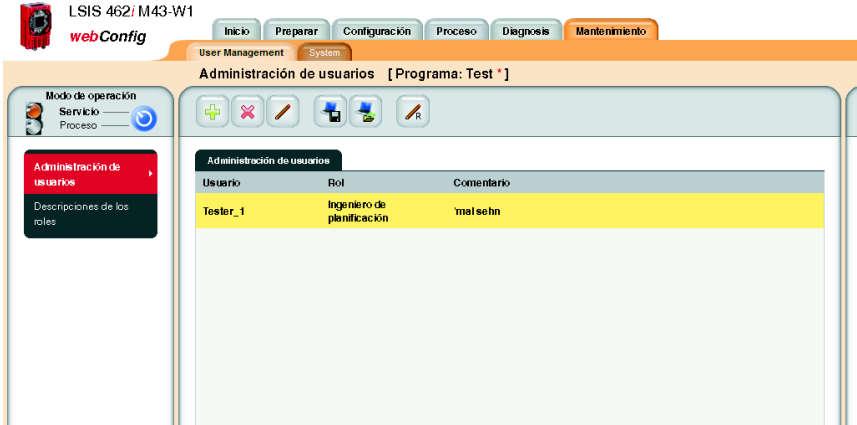 LSIS 462i M43-W1
webConfig
Inicio Preparar Configuración Proceso Diagnosis Mantenimiento
User Management System
Administración de usuarios [ Programa: Test * ]
Modo de operación
Servicio
Proceso
Administración de
usuarios
Descripciones de los
roles
R
Administración de usuarios
Usuario Rol Comentario
Tester_1 Ingeniero de
planificación 'mal sehn